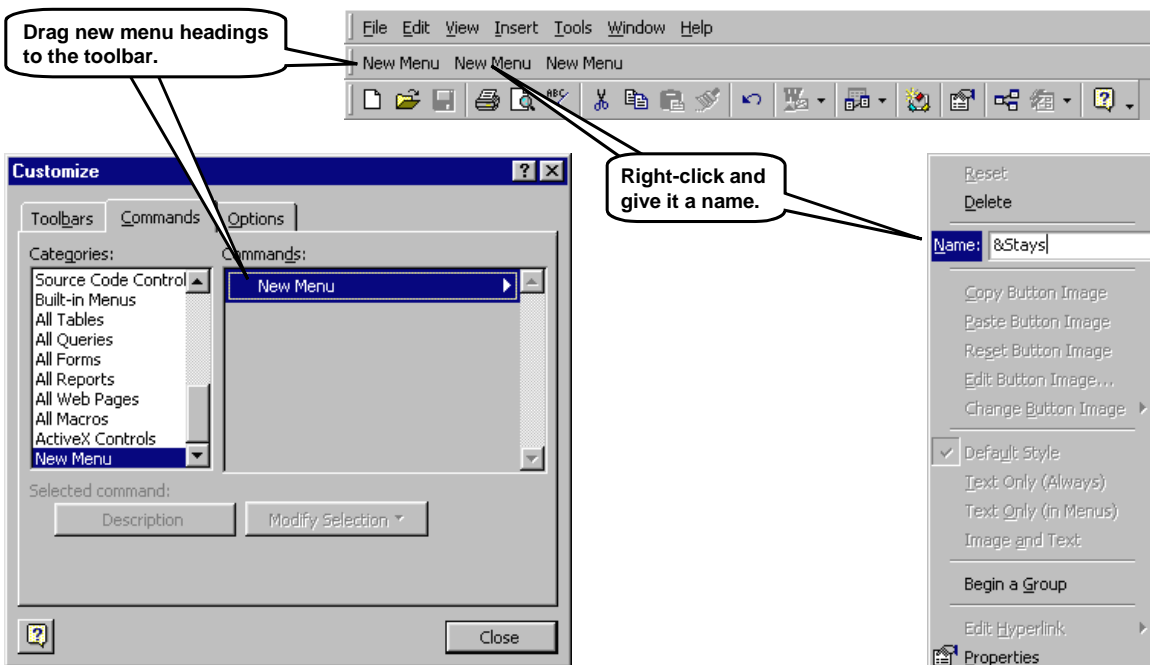 Drag new menu headings
to the toolbar.
File Edit View Insert Tools Window Help
New Menu New Menu New Menu
ABC
Customize
Toolbars Commands Options
Categories:
Commands:
Source Code Control
Built-in Menus
All Tables
All Queries
All Forms
All Reports
All Web Pages
All Macros
ActiveX Controls
New Menu
New Menu
Selected command:
Description Modify Selection
Close
Right-click and
give it a name.
Reset
Delete
Name: &Stays
Copy Button Image
Paste Button Image
Reset Button Image
Edit Button Image...
Change Button Image
Default Style
Text Only (Always)
Text Only (in Menus)
Image and Text
Begin a Group
Edit Hyperlink
Properties